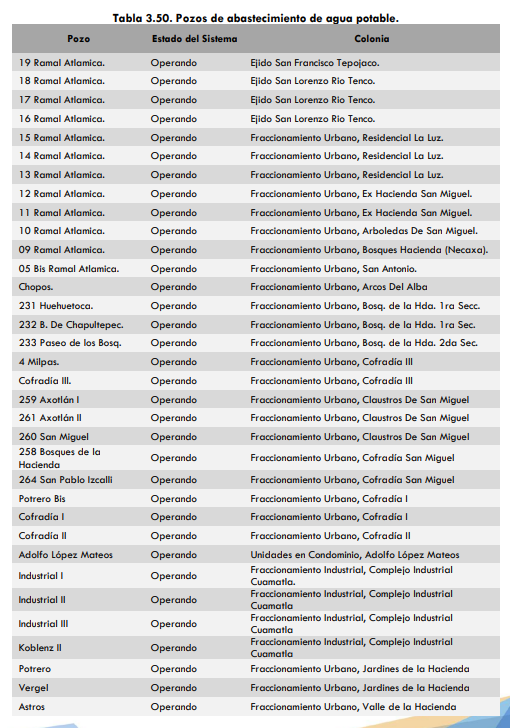 Tabla 3.50. Pozos de abastecimiento de agua potable.
Pozo Estado del Sistema Colonia
19 Ramal Atlamica. Operando Ejido San Francisco Tepojaco.
18 Ramal Atlamica. Operando Ejido San Lorenzo Rio Tenco.
17 Ramal Atlamica. Operando Ejido San Lorenzo Rio Tenco.
16 Ramal Atlamica. Operando Ejido San Lorenzo Rio Tenco.
15 Ramal Atlamica. Operando Fraccionamiento Urbano, Residencial La Luz.
14 Ramal Atlamica. Operando Fraccionamiento Urbano, Residencial La Luz.
13 Ramal Atlamica. Operando Fraccionamiento Urbano, Residencial La Luz.
12 Ramal Atlamica. Operando Fraccionamiento Urbano, Ex Hacienda San Miguel.
11 Ramal Atlamica. Operando Fraccionamiento Urbano, Ex Hacienda San Miguel.
10 Ramal Atlamica. Operando Fraccionamiento Urbano, Arboledas De San Miguel.
09 Ramal Atlamica. Operando Fraccionamiento Urbano, Bosques Hacienda (Necaxa).
05 Bis Ramal Atlamica. Operando Fraccionamiento Urbano, San Antonio.
Chopos. Operando Fraccionamiento Urbano, Arcos Del Alba
231 Huehuetoca. Operando Fraccionamiento Urbano, Bosq. de la Hda. 1ra Secc.
232 B. De Chapultepec. Operando Fraccionamiento Urbano, Bosq. de la Hda. 1ra Sec.
233 Paseo de los Bosq. Operando Fraccionamiento Urbano, Bosq. de la Hda. 2da Sec.
4 Milpas. Operando Fraccionamiento Urbano, Cofradía III
Cofradía III. Operando Fraccionamiento Urbano, Cofradía III
259 Axotlán I Operando Fraccionamiento Urbano, Claustros De San Miguel
261 Axotlán II Operando Fraccionamiento Urbano, Claustros De San Miguel
260 San Miguel Operando Fraccionamiento Urbano, Claustros De San Miguel
258 Bosques de la
Hacienda Operando Fraccionamiento Urbano, Cofradía San Miguel
264 San Pablo Izcalli Operando Fraccionamiento Urbano, Cofradía San Miguel
Potrero Bis Operando Fraccionamiento Urbano, Cofradía I
Cofradía I Operando Fraccionamiento Urbano, Cofradía I
Cofradía II Operando Fraccionamiento Urbano, Cofradía II
Adolfo López Mateos Operando Unidades en Condominio, Adolfo López Mateos
Industrial I Operando Fraccionamiento Industrial, Complejo Industrial
Cuamatla.
Industrial II Operando Fraccionamiento Industrial, Complejo Industrial
Cuamatla
Industrial III Operando Fraccionamiento Industrial, Complejo Industrial
Cuamatla
Koblenz II Operando Fraccionamiento Industrial, Complejo Industrial
Cuamatla
Potrero Operando Fraccionamiento Urbano, Jardines de la Hacienda
Vergel Operando Fraccionamiento Urbano, Jardines de la Hacienda
Astros Operando Fraccionamiento Urbano, Valle de la Hacienda